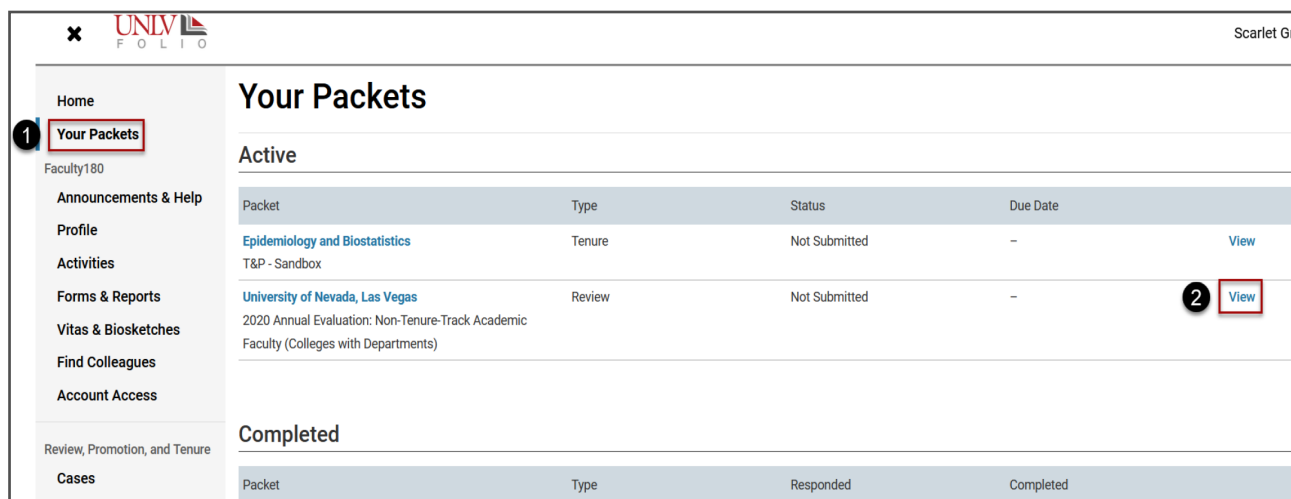 UNLV
FOLIO
Scarlet
Home
1 Your Packets
Faculty180
Announcements & Help
Profile
Activities
Forms & Reports
Vitas & Biosketches
Find Colleagues
Account Access
Review, Promotion, and Tenure
Cases
Your Packets
Active
Packet Type Status Due Date
Epidemiology and Biostatistics Tenure Not Submitted – View
T&P - Sandbox
University of Nevada, Las Vegas Review Not Submitted – 2 View
2020 Annual Evaluation: Non-Tenure-Track Academic
Faculty (Colleges with Departments)
Completed
Packet Type Responded Completed